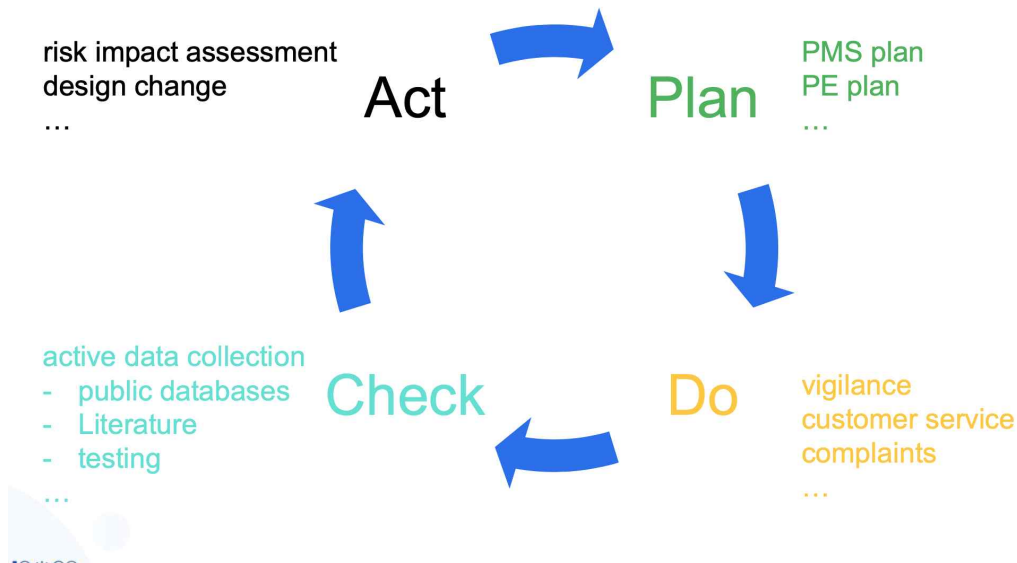 risk impact assessment
design change
…
Act
Plan
PMS plan
PE plan
…
active data collection
- public databases
- Literature
- testing
…
Check
Do
vigilance
customer service
complaints
…